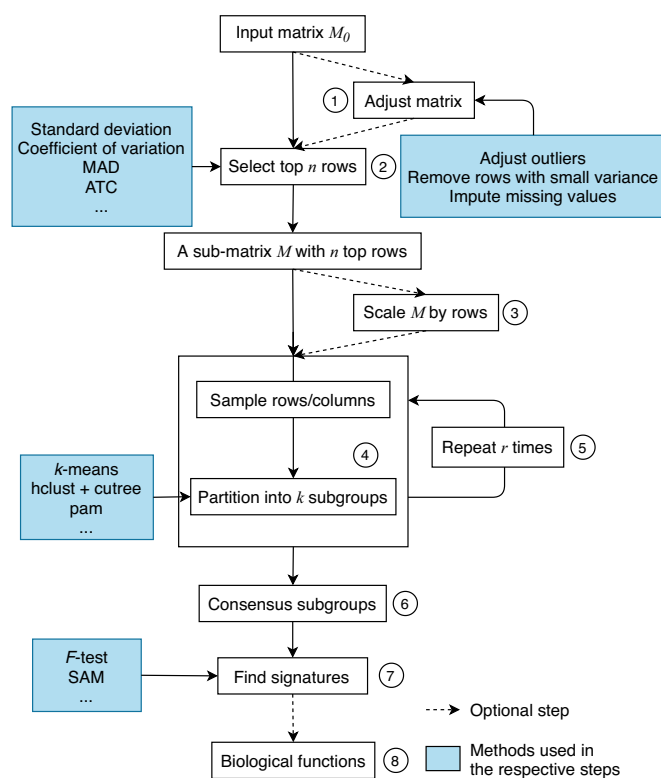 Input matrix M0
1
Adjust matrix
Standard deviation
Coefficient of variation
MAD
ATC
...
Select top n rows
2
Adjust outliers
Remove rows with small variance
Impute missing values
A sub-matrix M with n top rows
Scale M by rows
3
Sample rows/columns
4
Repeat r times
5
k-means
hclust + cutree
pam
...
Partition into k subgroups
Consensus subgroups
6
F-test
SAM
...
Find signatures
7
Optional step
Biological functions
8
Methods used in
the respective steps